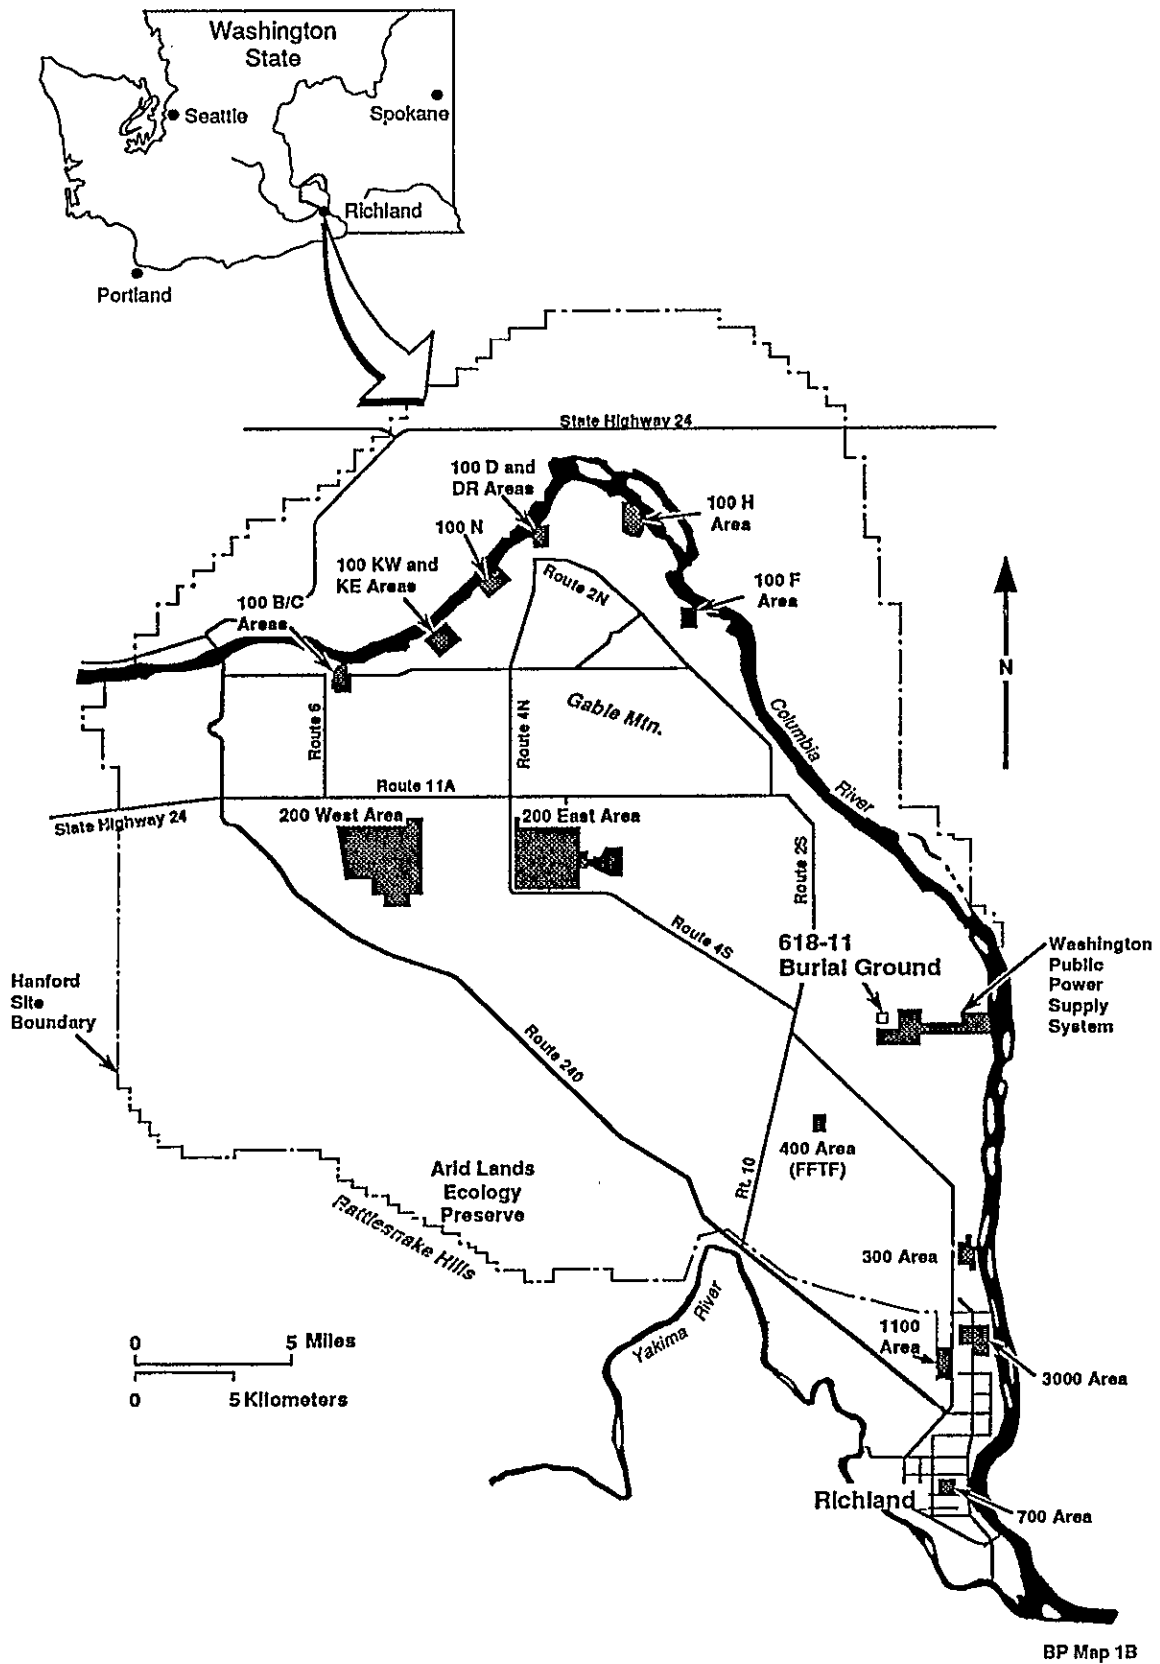 Washington
State
Seattle
Spokane
Richland
Portland
State Highway 24
100 D and
DR Areas
100 H
Area
100 N
100 KW and
KE Areas
Route 2N
100 F
Area
100 B/C
Areas
N
Route 6
Route 4N
Gable Mtn.
Columbia
River
Route 11A
State Highway 24
200 West Area
200 East Area
Route 2S
Route 4S
618-11
Burial Ground
Washington
Public
Power
Supply
System
Hanford
Site
Boundary
Route 240
400 Area
(FFTF)
Rt. 10
Arid Lands
Ecology
Preserve
Rattlesnake Hills
300 Area
Yakima River
1100
Area
0 5 Miles
0 5 Kilometers
3000 Area
Richland
700 Area
BP Map 1B